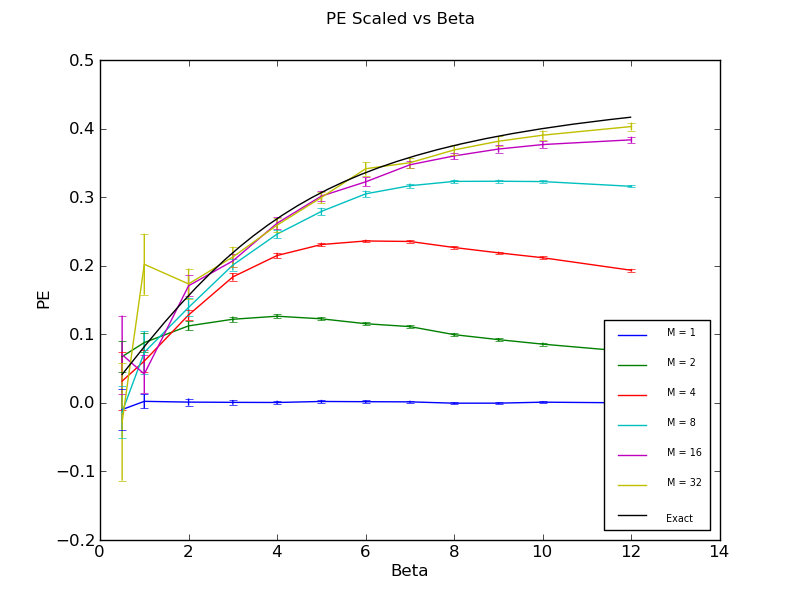 PE Scaled vs Beta
0.5
0.4
0.3
0.2
0.1
0.0
−0.1
−0.2
PE
0 2 4 6 8 10 12 14
Beta
M = 1
M = 2
M = 4
M = 8
M = 16
M = 32
Exact